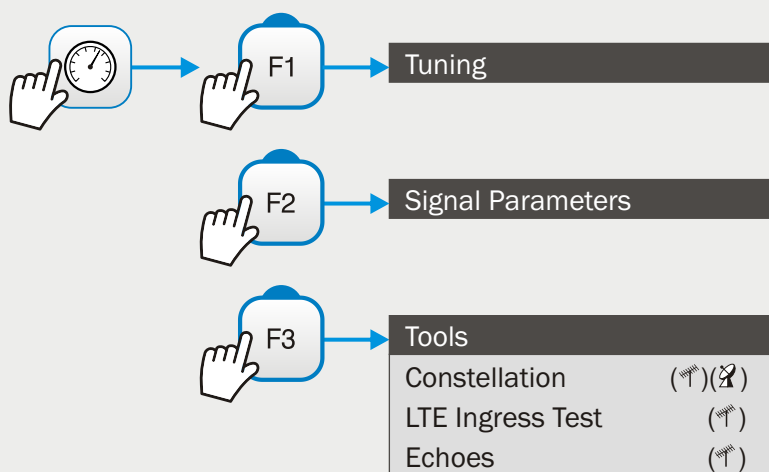 F1
Tuning
F2
Signal Parameters
F3
Tools
Constellation ( )( )
LTE Ingress Test ( )
Echoes ( )